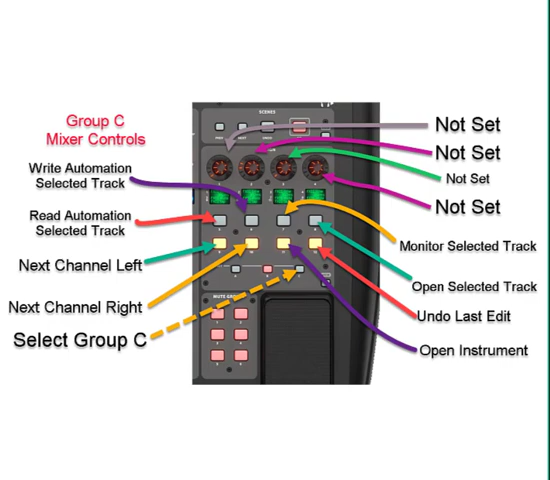 SCENES
Group C
Mixer Controls
Not Set
Not Set
Not Set
Not Set
Write Automation
Selected Track
Read Automation
Selected Track
Monitor Selected Track
Next Channel Left
Open Selected Track
Next Channel Right
Undo Last Edit
Select Group C
Open Instrument
MUTE